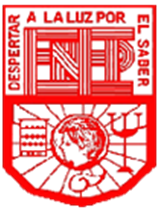 DESPERTAR A LA LUZ POR EL SABER
ENP